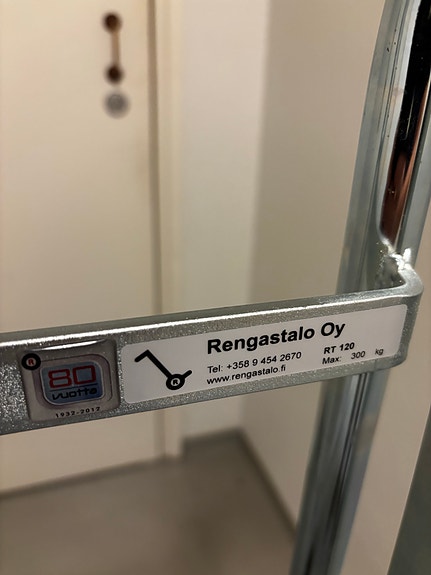 R
80
vuotta
1932-2012
Rengastalo Oy
Tel: +358 9 454 2670
www.rengastalo.fi
RT 120
Max: 300 kg
R